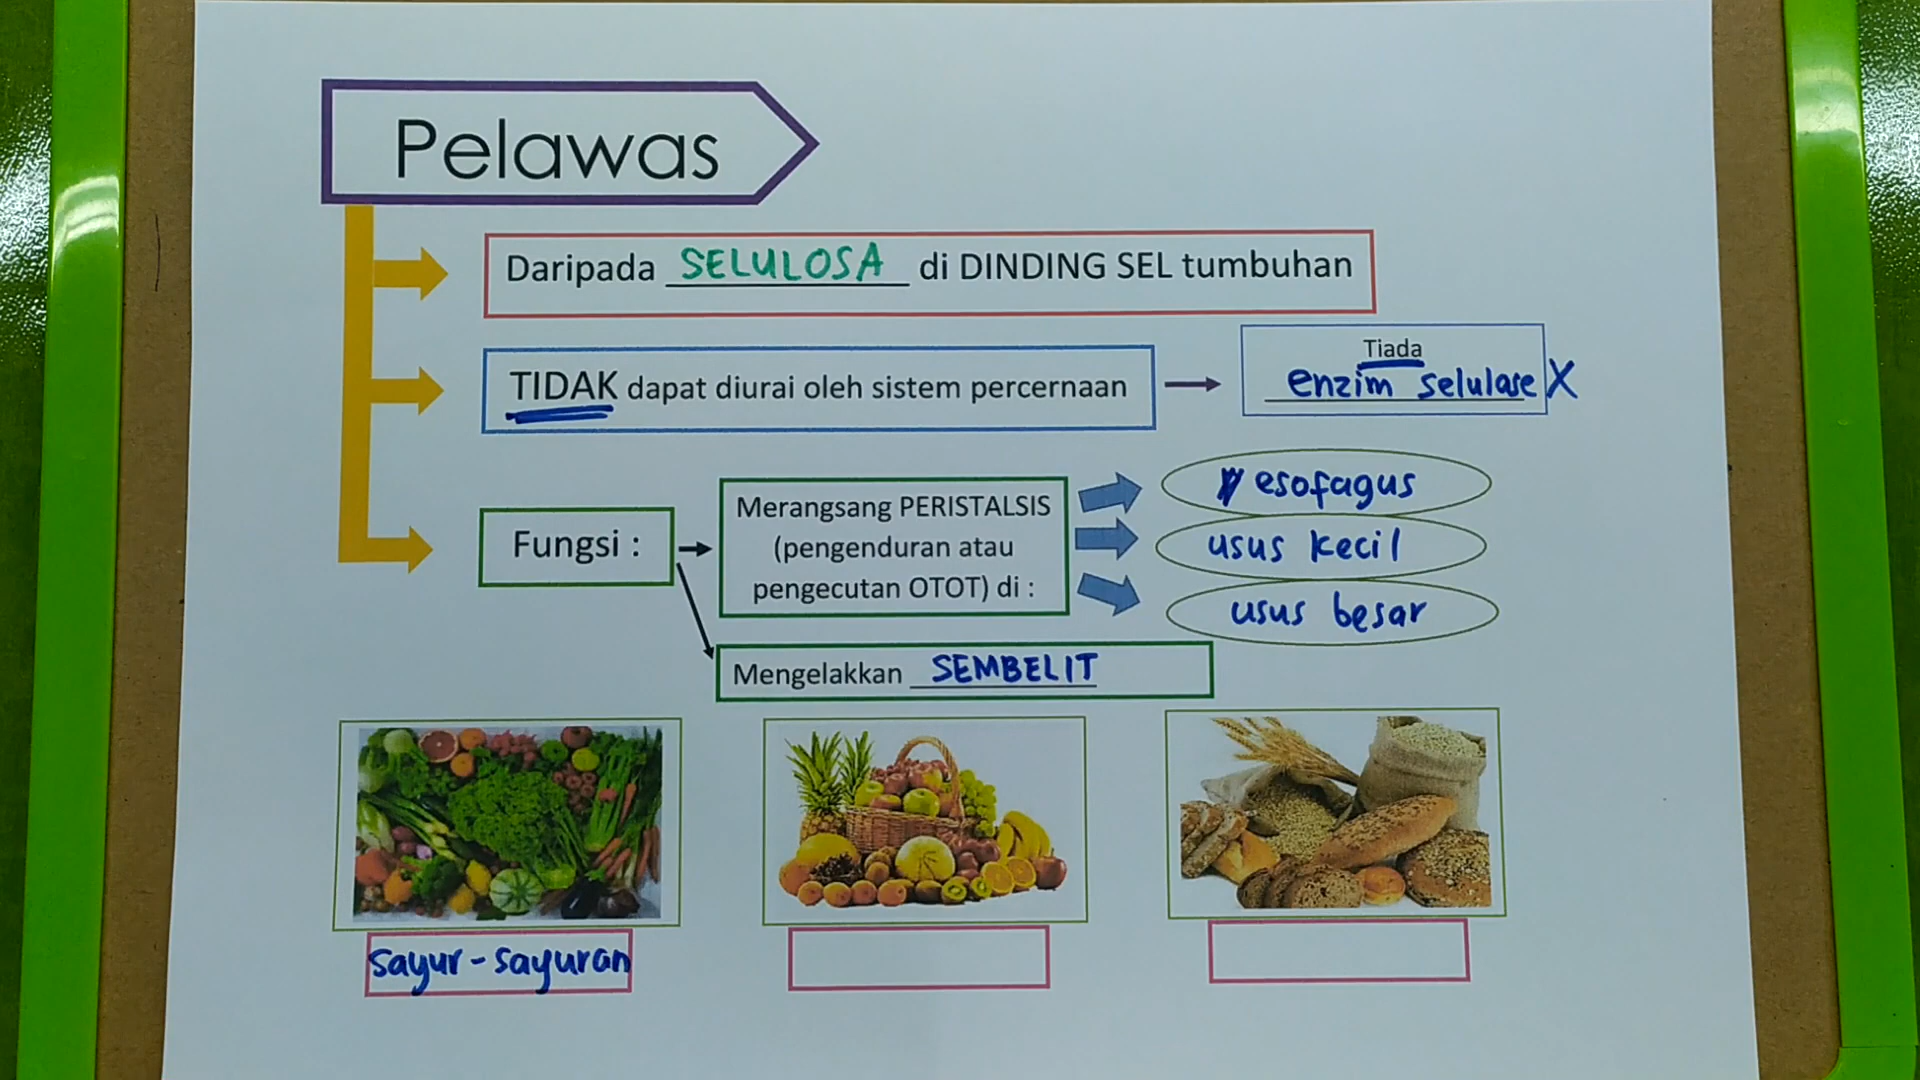 Pelawas
Daripada SELULOSA di DINDING SEL tumbuhan
TIDAK dapat diurai oleh sistem percernaan
Tiada
enzim selulase X
Fungsi :
Merangsang PERISTALSIS
(pengenduran atau
pengecutan OTOT) di :
esofagus
usus kecil
usus besar
Mengelakkan SEMBELIT
sayur-sayuran